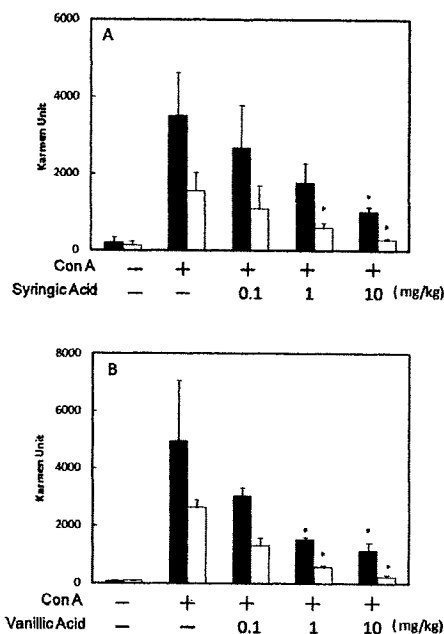 A
6000
4000
2000
0
Karmen Unit
Con A — + + + +
Syringic Acid — — 0.1 1 10 (mg/kg)
B
8000
6000
4000
2000
0
Karmen Unit
Con A — + + + +
Vanillic Acid — — 0.1 1 10 (mg/kg)